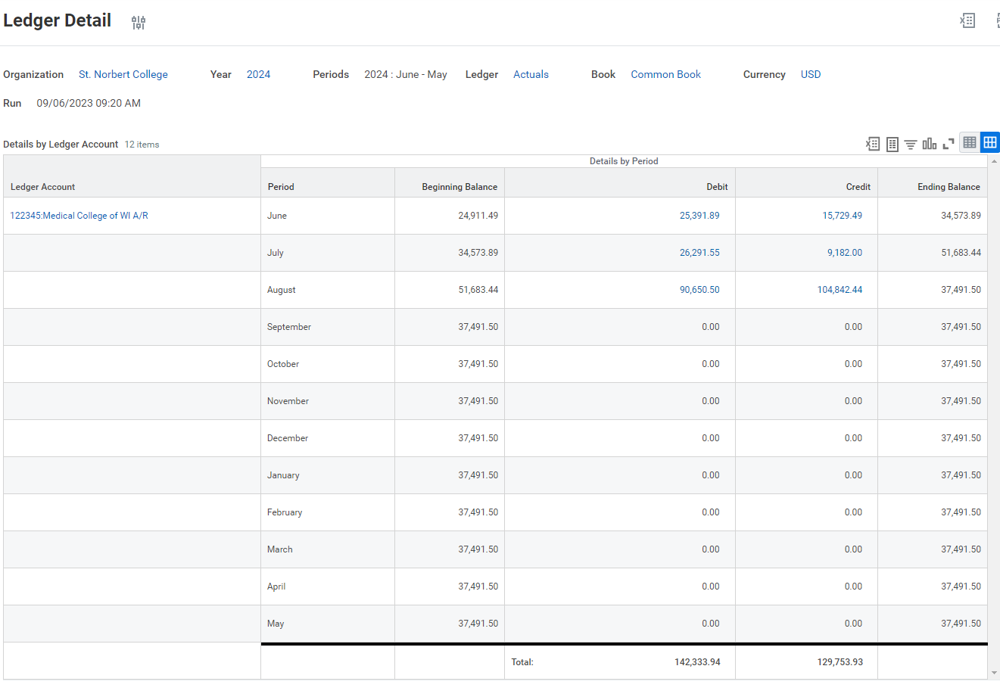 Ledger Detail
Organization St. Norbert College Year 2024 Periods 2024 : June - May Ledger Actuals Book Common Book Currency USD
Run 09/06/2023 09:20 AM
Details by Ledger Account 12 items
Details by Period
Ledger Account Period Beginning Balance Debit Credit Ending Balance
122345:Medical College of WI A/R June 24,911.49 25,391.89 15,729.49 34,573.89
July 34,573.89 26,291.55 9,182.00 51,683.44
August 51,683.44 90,650.50 104,842.44 37,491.50
September 37,491.50 0.00 0.00 37,491.50
October 37,491.50 0.00 0.00 37,491.50
November 37,491.50 0.00 0.00 37,491.50
December 37,491.50 0.00 0.00 37,491.50
January 37,491.50 0.00 0.00 37,491.50
February 37,491.50 0.00 0.00 37,491.50
March 37,491.50 0.00 0.00 37,491.50
April 37,491.50 0.00 0.00 37,491.50
May 37,491.50 0.00 0.00 37,491.50
Total: 142,333.94 129,753.93